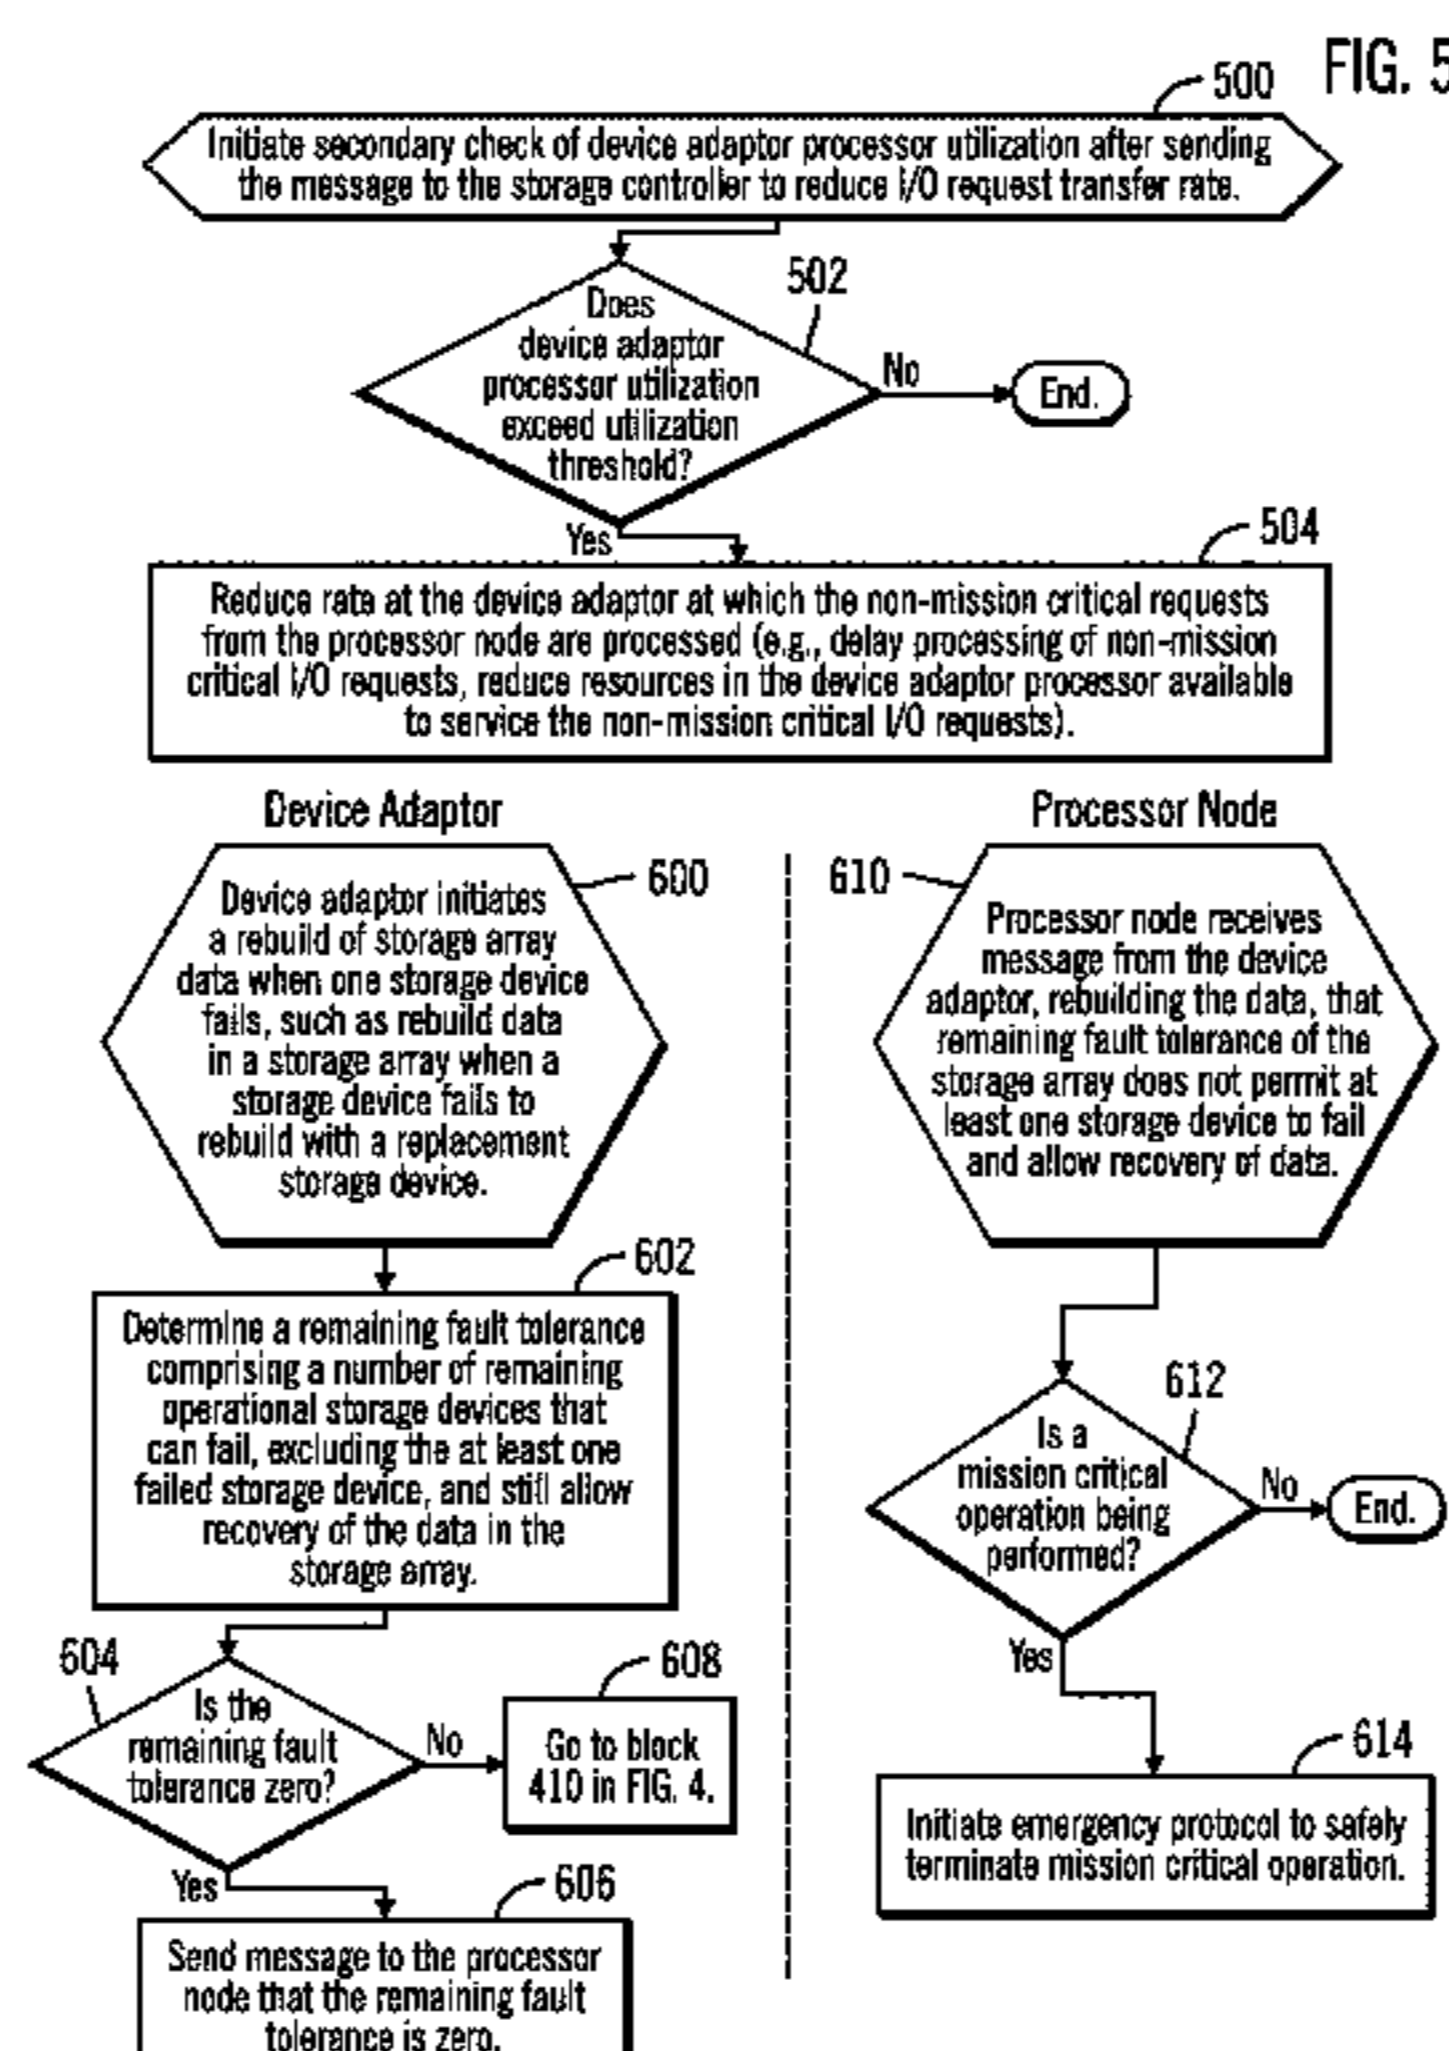 FIG. 5
500
Initiate secondary check of device adaptor processor utilization after sending
the message to the storage controller to reduce I/O request transfer rate.
502
Does
device adaptor
processor utilization
exceed utilization
threshold?
No
End.
Yes
504
Reduce rate at the device adaptor at which the non-mission critical requests
from the processor node are processed (e.g., delay processing of non-mission
critical I/O requests, reduce resources in the device adaptor processor available
to service the non-mission critical I/O requests).
Device Adaptor
600
Device adaptor initiates
a rebuild of storage array
data when one storage device
fails, such as rebuild data
in a storage array when a
storage device fails to
rebuild with a replacement
storage device.
602
Determine a remaining fault tolerance
comprising a number of remaining
operational storage devices that
can fail, excluding the at least one
failed storage device, and still allow
recovery of the data in the
storage array.
604
Is the
remaining fault
tolerance zero?
No
608
Go to block
410 in FIG. 4.
Yes
606
Send message to the processor
node that the remaining fault
tolerance is zero.
Processor Node
610
Processor node receives
message from the device
adaptor, rebuilding the data, that
remaining fault tolerance of the
storage array does not permit at
least one storage device to fail
and allow recovery of data.
612
Is a
mission critical
operation being
performed?
No
End.
Yes
614
Initiate emergency protocol to safely
terminate mission critical operation.